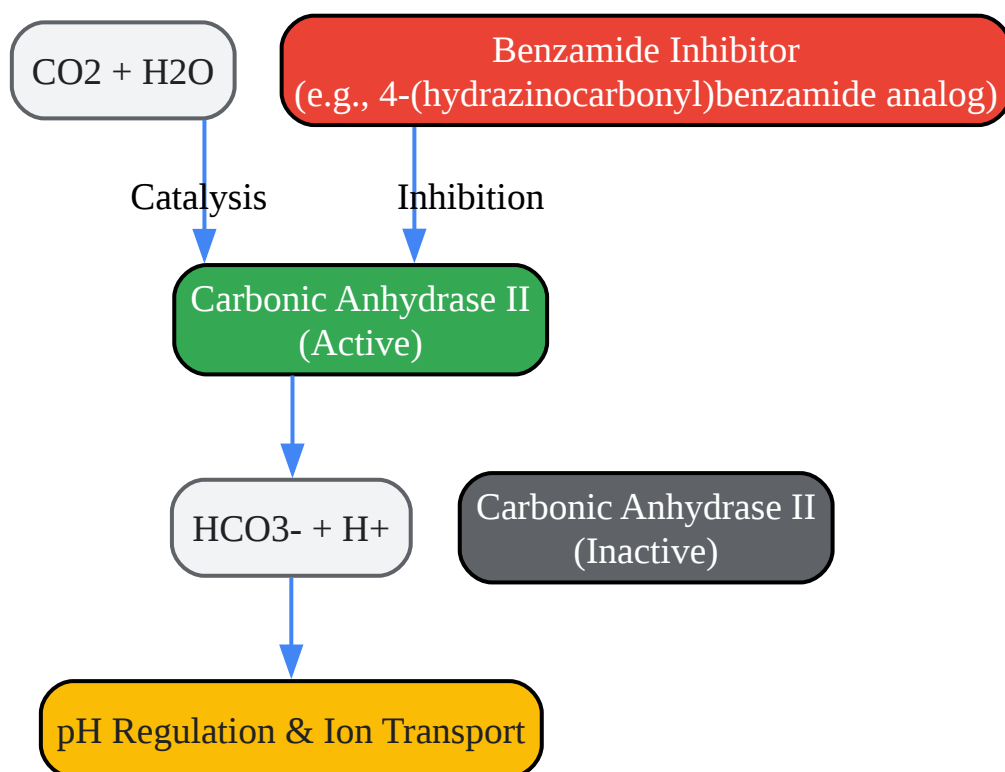 CO2 + H2O
Benzamide Inhibitor
(e.g., 4-(hydrazinocarbonyl)benzamide analog)
Catalysis
Inhibition
Carbonic Anhydrase II
(Active)
HCO3- + H+
Carbonic Anhydrase II
(Inactive)
pH Regulation & Ion Transport